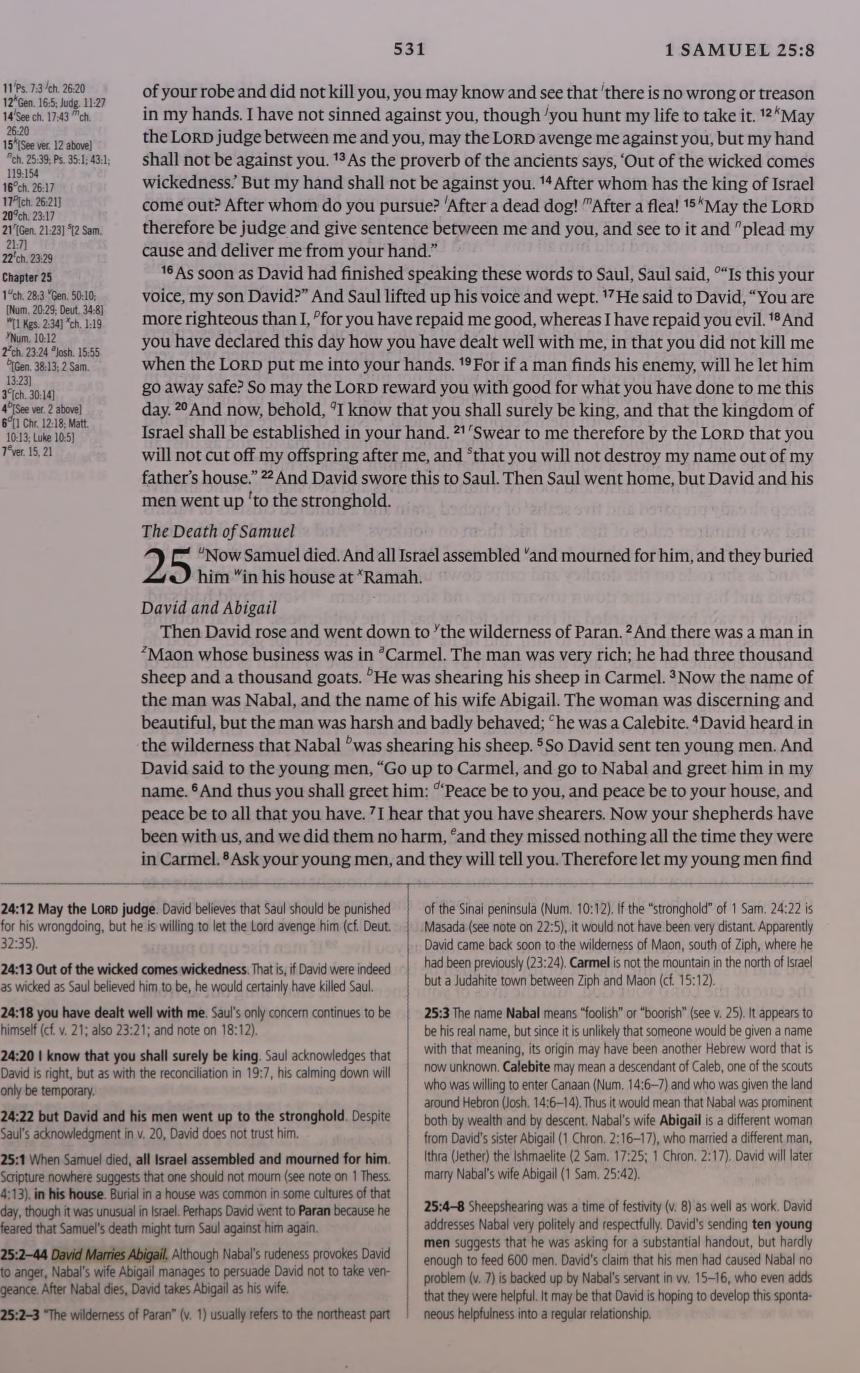 531
1 SAMUEL 25:8
11 iPs. 7:3 jch. 26:20
12 kGen. 16:5; Judg. 11:27
14 lSee ch. 17:43 mch.
26:20
15 k[See ver. 12 above]
nch. 25:39; Ps. 35:1; 43:1;
119:154
16 och. 26:17
17 p[ch. 26:21]
20 qch. 23:17
21 r[Gen. 21:23] s[2 Sam.
21:7]
22 tch. 23:29
Chapter 25
1 uch. 28:3 vGen. 50:10;
[Num. 20:29; Deut. 34:8]
w[1 Kgs. 2:34] xch. 1:19
yNum. 10:12
2 zch. 23:24 aJosh. 15:55
b[Gen. 38:13; 2 Sam.
13:23]
3 c[ch. 30:14]
4 b[See ver. 2 above]
6 d[1 Chr. 12:18; Matt.
10:13; Luke 10:5]
7 ever. 15, 21
of your robe and did not kill you, you may know and see that ithere is no wrong or treason
in my hands. I have not sinned against you, though jyou hunt my life to take it. 12 kMay
the LORD judge between me and you, may the LORD avenge me against you, but my hand
shall not be against you. 13 As the proverb of the ancients says, ‘Out of the wicked comes
wickedness.’ But my hand shall not be against you. 14 After whom has the king of Israel
come out? After whom do you pursue? lAfter a dead dog! mAfter a flea! 15 kMay the LORD
therefore be judge and give sentence between me and you, and see to it and nplead my
cause and deliver me from your hand.”
16 As soon as David had finished speaking these words to Saul, Saul said, o“Is this your
voice, my son David?” And Saul lifted up his voice and wept. 17 He said to David, “You are
more righteous than I, pfor you have repaid me good, whereas I have repaid you evil. 18 And
you have declared this day how you have dealt well with me, in that you did not kill me
when the LORD put me into your hands. 19 For if a man finds his enemy, will he let him
go away safe? So may the LORD reward you with good for what you have done to me this
day. 20 And now, behold, qI know that you shall surely be king, and that the kingdom of
Israel shall be established in your hand. 21 rSwear to me therefore by the LORD that you
will not cut off my offspring after me, and sthat you will not destroy my name out of my
father’s house.” 22 And David swore this to Saul. Then Saul went home, but David and his
men went up tto the stronghold.
The Death of Samuel
25 uNow Samuel died. And all Israel assembled vand mourned for him, and they buried
him win his house at xRamah.
David and Abigail
Then David rose and went down to ythe wilderness of Paran. 2 And there was a man in
zMaon whose business was in aCarmel. The man was very rich; he had three thousand
sheep and a thousand goats. bHe was shearing his sheep in Carmel. 3 Now the name of
the man was Nabal, and the name of his wife Abigail. The woman was discerning and
beautiful, but the man was harsh and badly behaved; che was a Calebite. 4 David heard in
the wilderness that Nabal bwas shearing his sheep. 5 So David sent ten young men. And
David said to the young men, “Go up to Carmel, and go to Nabal and greet him in my
name. 6 And thus you shall greet him: d‘Peace be to you, and peace be to your house, and
peace be to all that you have. 7 I hear that you have shearers. Now your shepherds have
been with us, and we did them no harm, eand they missed nothing all the time they were
in Carmel. 8 Ask your young men, and they will tell you. Therefore let my young men find
24:12 May the LORD judge. David believes that Saul should be punished
for his wrongdoing, but he is willing to let the Lord avenge him (cf. Deut.
32:35).
24:13 Out of the wicked comes wickedness. That is, if David were indeed
as wicked as Saul believed him to be, he would certainly have killed Saul.
24:18 you have dealt well with me. Saul's only concern continues to be
himself (cf. v. 21; also 23:21; and note on 18:12).
24:20 I know that you shall surely be king. Saul acknowledges that
David is right, but as with the reconciliation in 19:7, his calming down will
only be temporary.
24:22 but David and his men went up to the stronghold. Despite
Saul's acknowledgment in v. 20, David does not trust him.
25:1 When Samuel died, all Israel assembled and mourned for him.
Scripture nowhere suggests that one should not mourn (see note on 1 Thess.
4:13). in his house. Burial in a house was common in some cultures of that
day, though it was unusual in Israel. Perhaps David went to Paran because he
feared that Samuel's death might turn Saul against him again.
25:2–44 David Marries Abigail. Although Nabal's rudeness provokes David
to anger, Nabal's wife Abigail manages to persuade David not to take ven-
geance. After Nabal dies, David takes Abigail as his wife.
25:2–3 “The wilderness of Paran” (v. 1) usually refers to the northeast part
of the Sinai peninsula (Num. 10:12). If the “stronghold” of 1 Sam. 24:22 is
Masada (see note on 22:5), it would not have been very distant. Apparently
David came back soon to the wilderness of Maon, south of Ziph, where he
had been previously (23:24). Carmel is not the mountain in the north of Israel
but a Judahite town between Ziph and Maon (cf. 15:12).
25:3 The name Nabal means “foolish” or “boorish” (see v. 25). It appears to
be his real name, but since it is unlikely that someone would be given a name
with that meaning, its origin may have been another Hebrew word that is
now unknown. Calebite may mean a descendant of Caleb, one of the scouts
who was willing to enter Canaan (Num. 14:6–7) and who was given the land
around Hebron (Josh. 14:6–14). Thus it would mean that Nabal was prominent
both by wealth and by descent. Nabal's wife Abigail is a different woman
from David's sister Abigail (1 Chron. 2:16–17), who married a different man,
Ithra (Jether) the Ishmaelite (2 Sam. 17:25; 1 Chron. 2:17). David will later
marry Nabal's wife Abigail (1 Sam. 25:42).
25:4–8 Sheepshearing was a time of festivity (v. 8) as well as work. David
addresses Nabal very politely and respectfully. David's sending ten young
men suggests that he was asking for a substantial handout, but hardly
enough to feed 600 men. David's claim that his men had caused Nabal no
problem (v. 7) is backed up by Nabal's servant in vv. 15–16, who even adds
that they were helpful. It may be that David is hoping to develop this sponta-
neous helpfulness into a regular relationship.